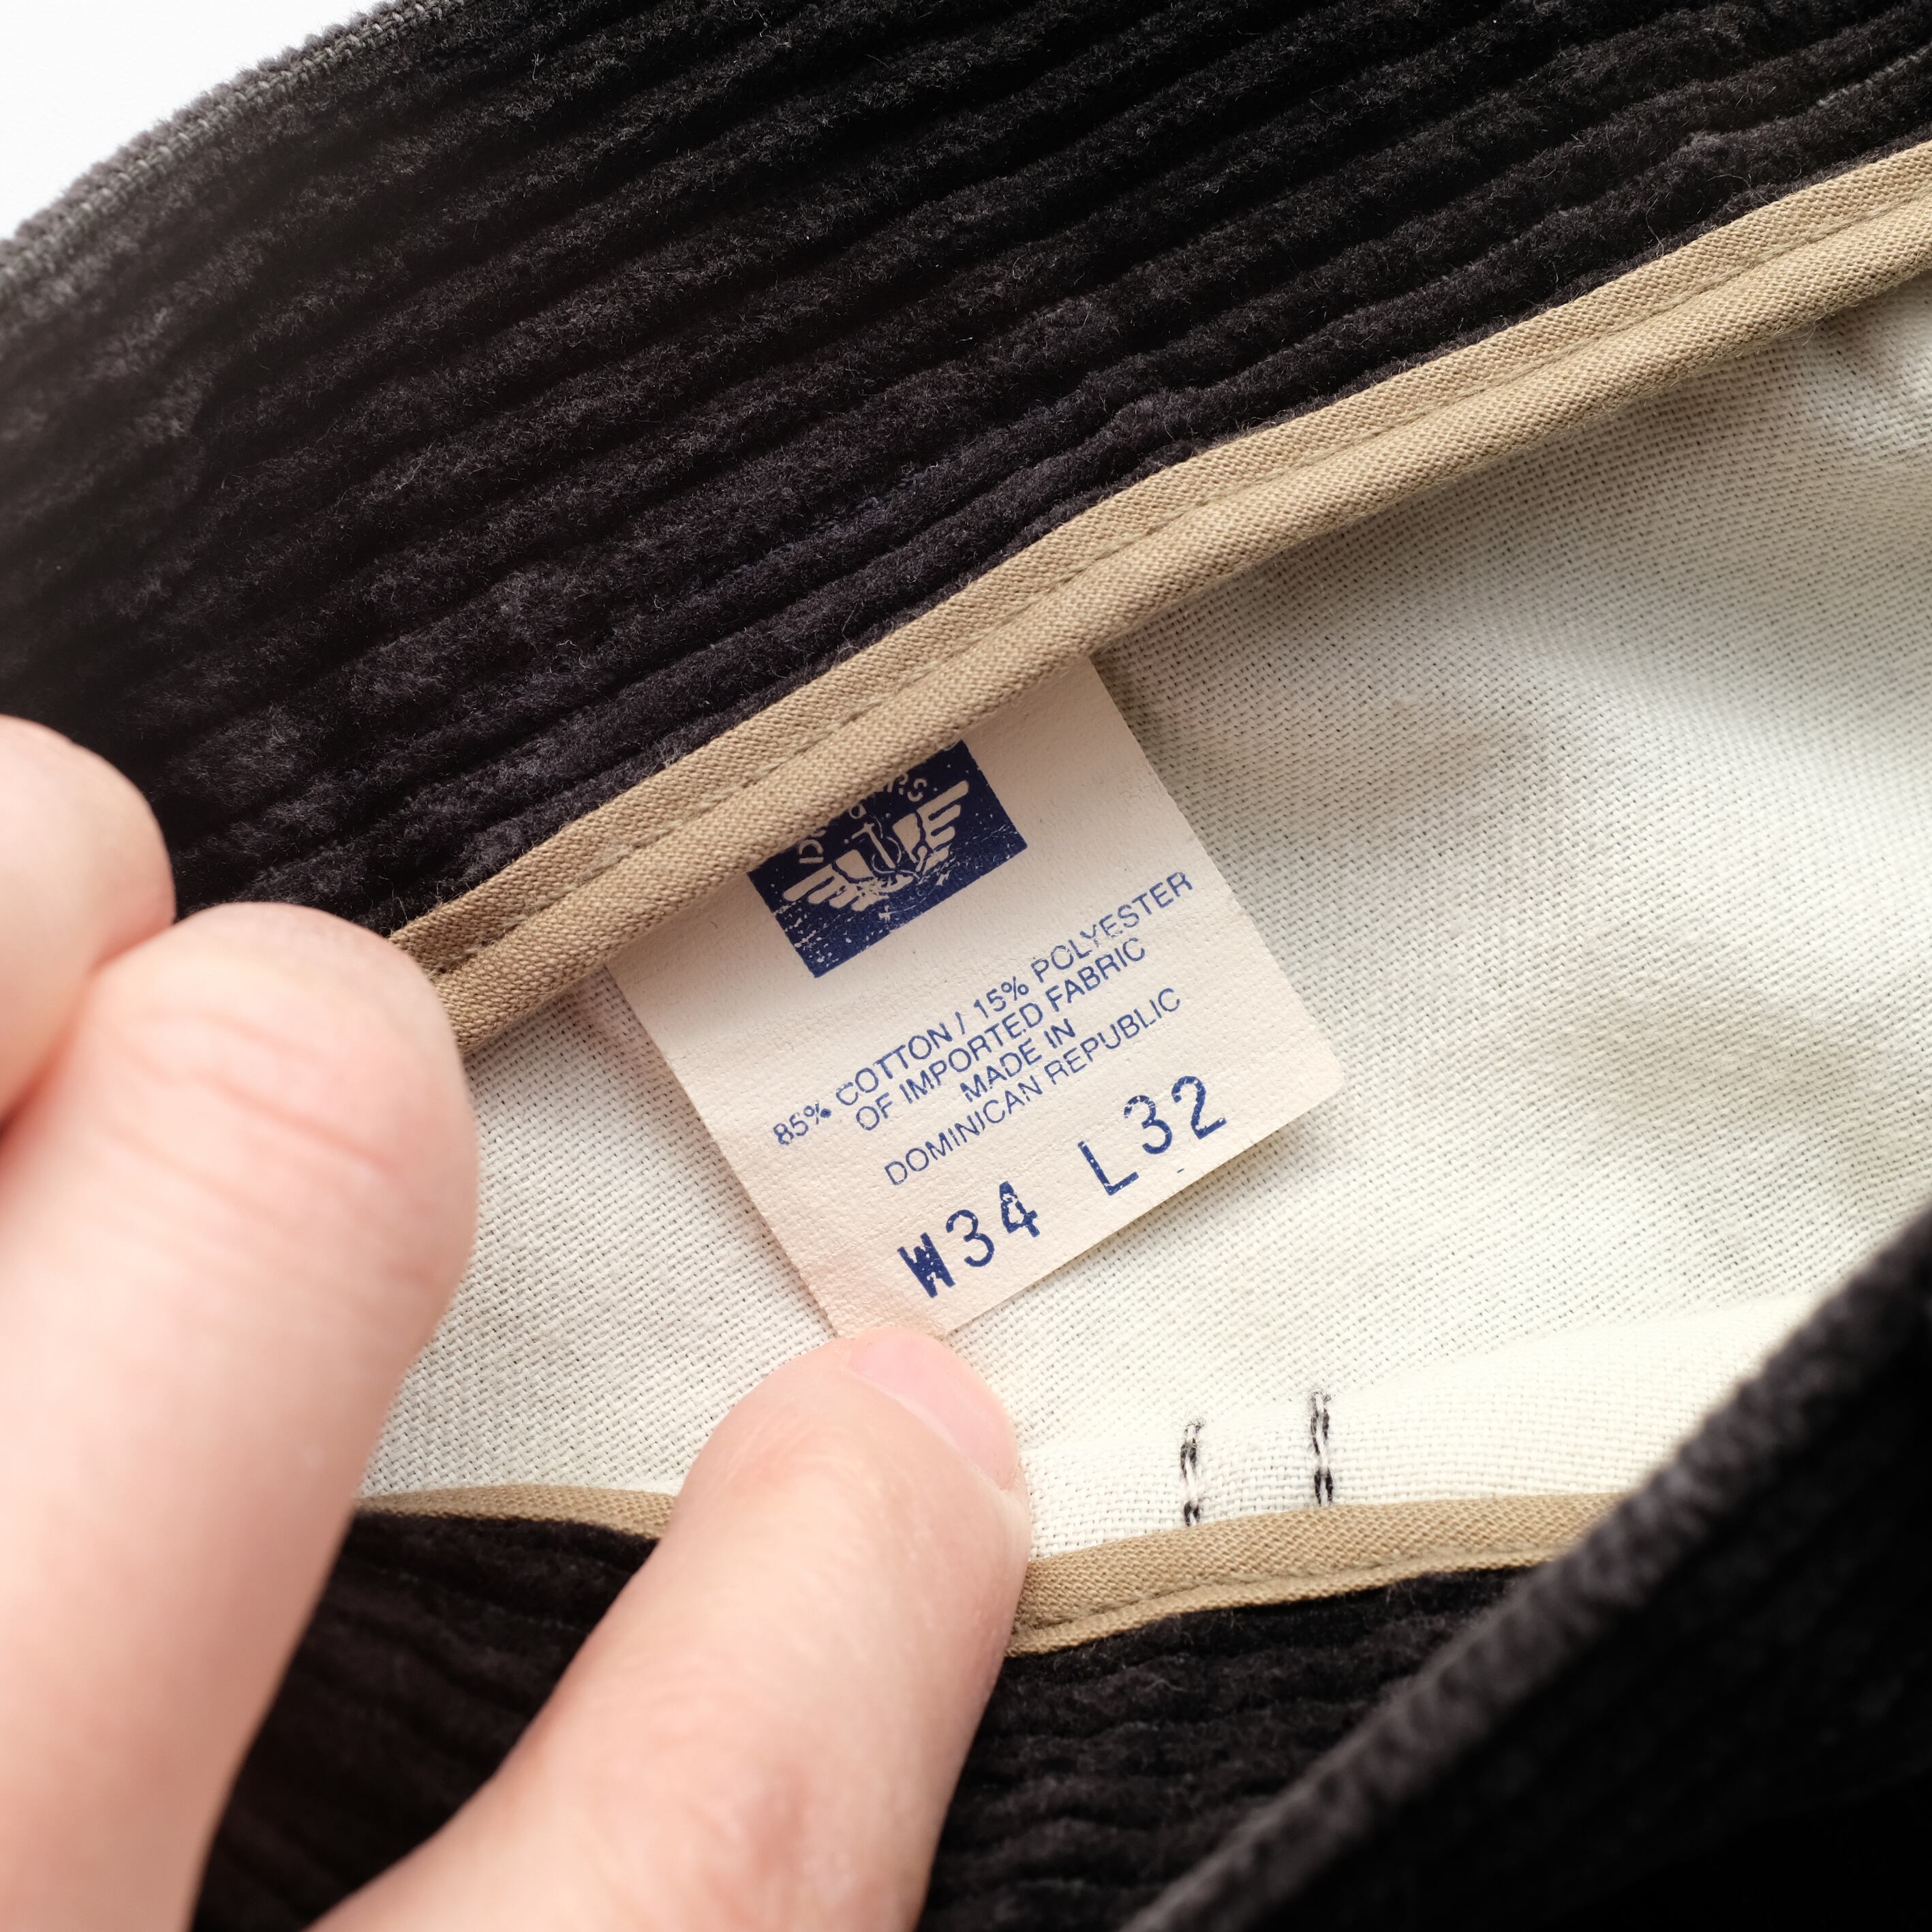 85% COTTON / 15% POLYESTER
OF IMPORTED FABRIC
MADE IN
DOMINICAN REPUBLIC
W34 L32